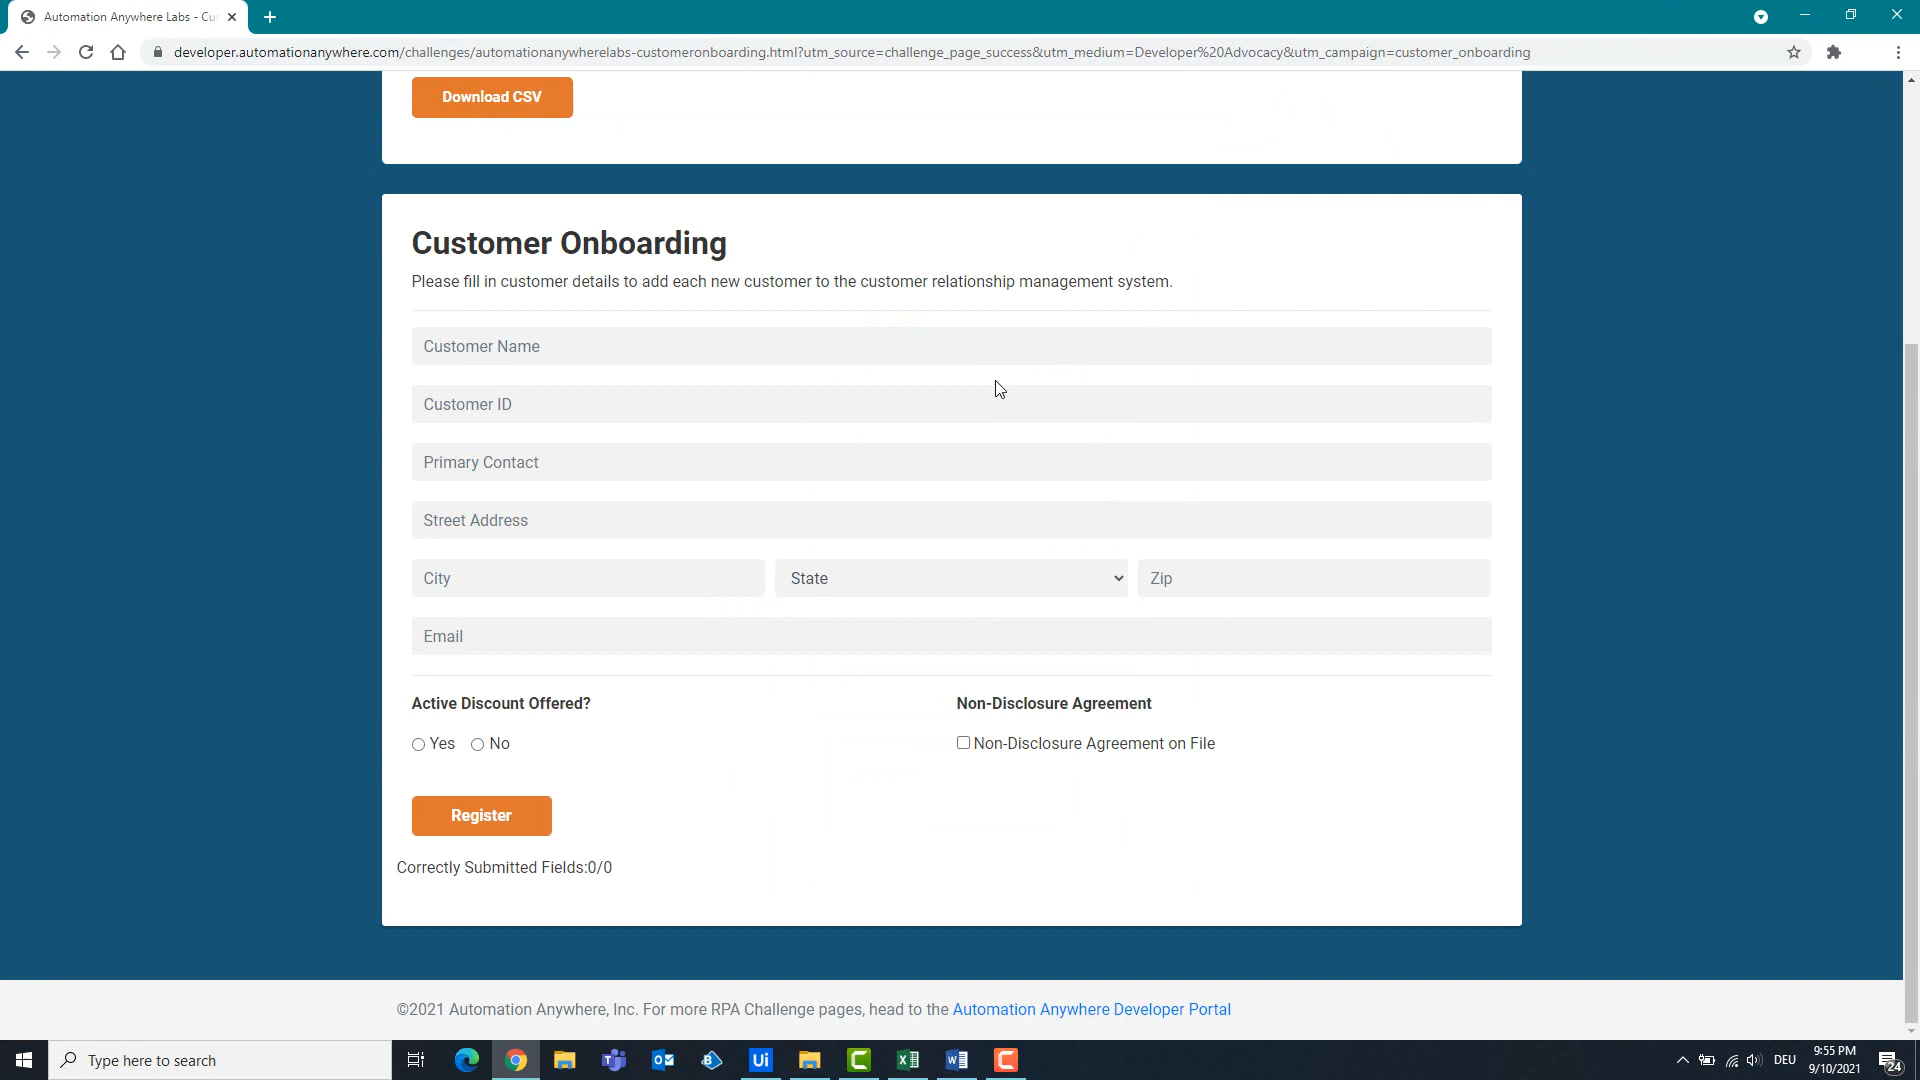 Automation Anywhere Labs - Cu
developer.automationanywhere.com/challenges/automationanywherelabs-customeronboarding.html?utm_source=challenge_page_success&utm_medium=Developer%20Advocacy&utm_campaign=customer_onboarding
Download CSV
Customer Onboarding
Please fill in customer details to add each new customer to the customer relationship management system.
Customer Name
Customer ID
Primary Contact
Street Address
City State Zip
Email
Active Discount Offered? Non-Disclosure Agreement
Yes No Non-Disclosure Agreement on File
Register
Correctly Submitted Fields:0/0
©2021 Automation Anywhere, Inc. For more RPA Challenge pages, head to the Automation Anywhere Developer Portal
Type here to search
Ui
DEU
9:55 PM
9/10/2021
24